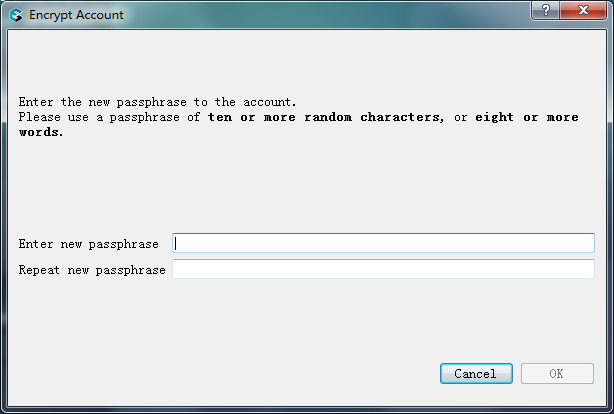 Encrypt Account
Enter the new passphrase to the account.
Please use a passphrase of ten or more random characters, or eight or more
words.
Enter new passphrase
Repeat new passphrase
Cancel
OK